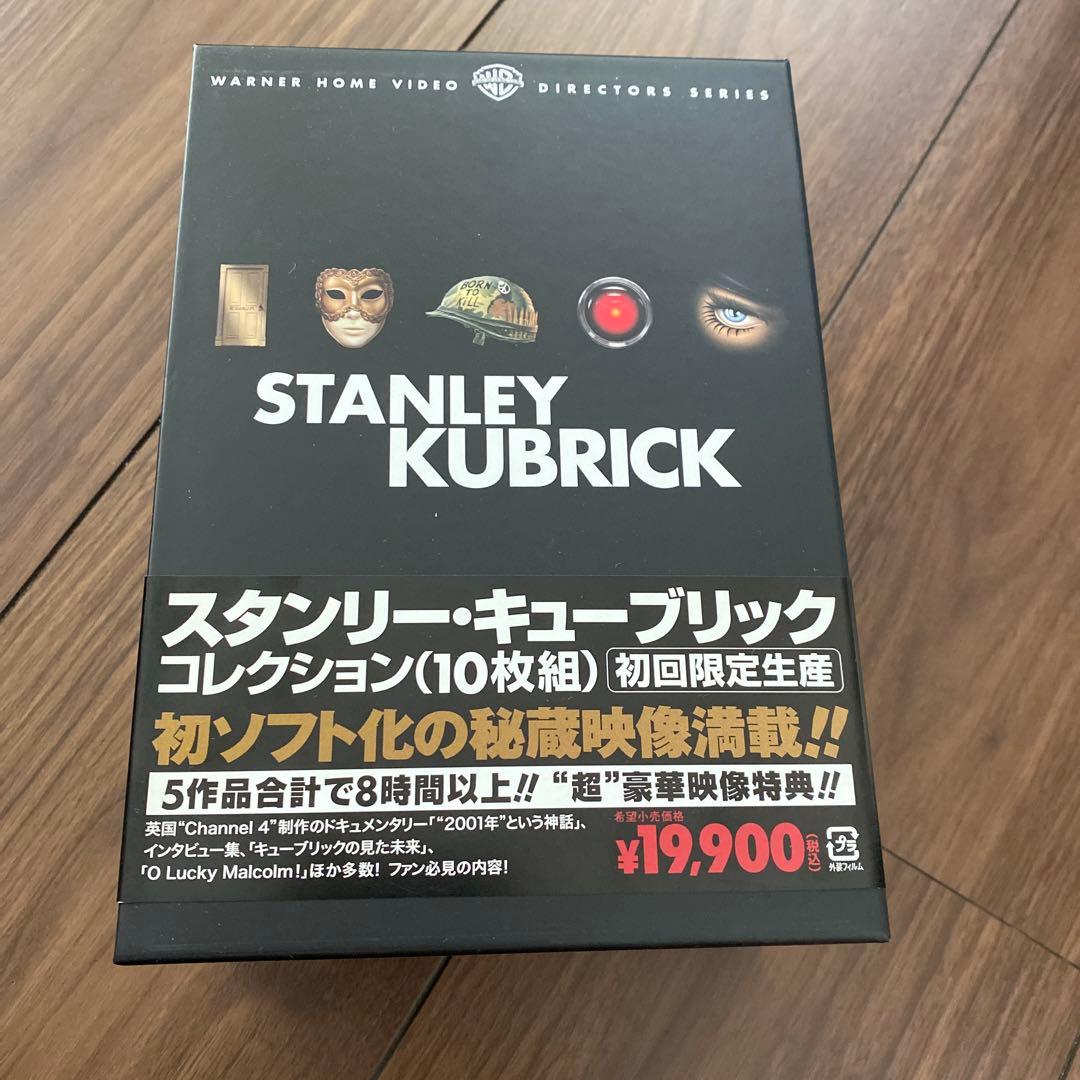 WARNER HOME VIDEO WB DIRECTORS SERIES
BORN
TO
KILL
STANLEY
KUBRICK
スタンリー・キューブリック
コレクション(10枚組) 初回限定生産
初ソフト化の秘蔵映像満載!!
5作品合計で8時間以上!! “超”豪華映像特典!!
英国“Channel 4”制作のドキュメンタリー「“2001年”という神話」、
インタビュー集、「キューブリックの見た未来」、
「O Lucky Malcolm!」ほか多数! ファン必見の内容!
希望小売価格
¥19,900(税込)
プラ
外装フィルム